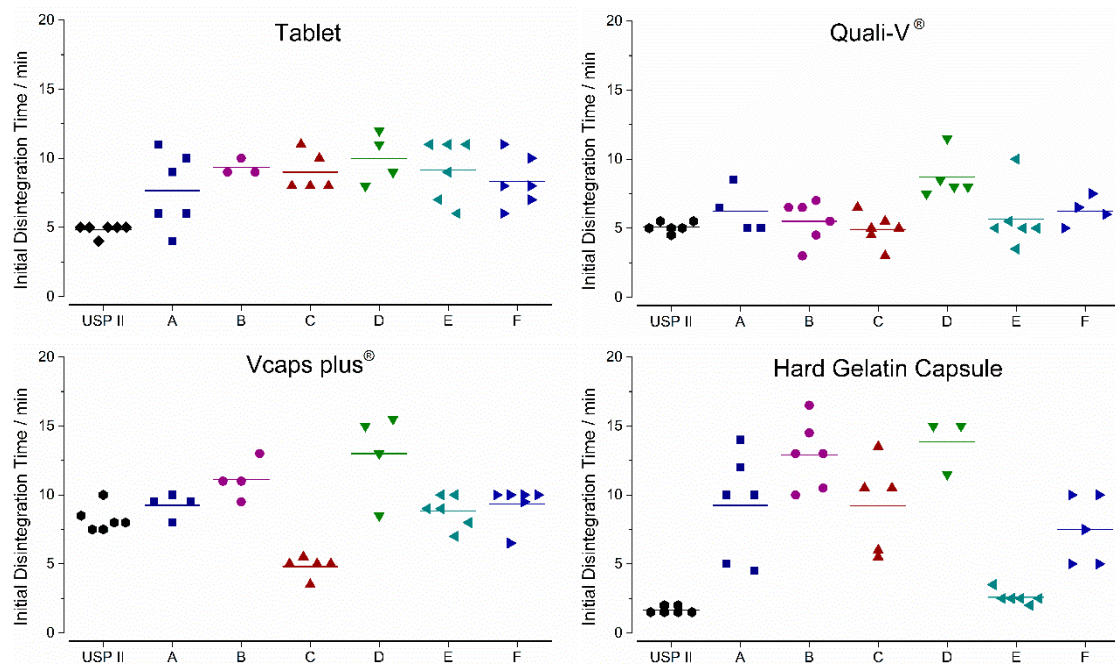 Tablet
Initial Disintegration Time / min
20
15
10
5
0
USP II A B C D E F
Quali-V®
Initial Disintegration Time / min
20
15
10
5
0
USP II A B C D E F
Vcaps plus®
Initial Disintegration Time / min
20
15
10
5
0
USP II A B C D E F
Hard Gelatin Capsule
Initial Disintegration Time / min
20
15
10
5
0
USP II A B C D E F